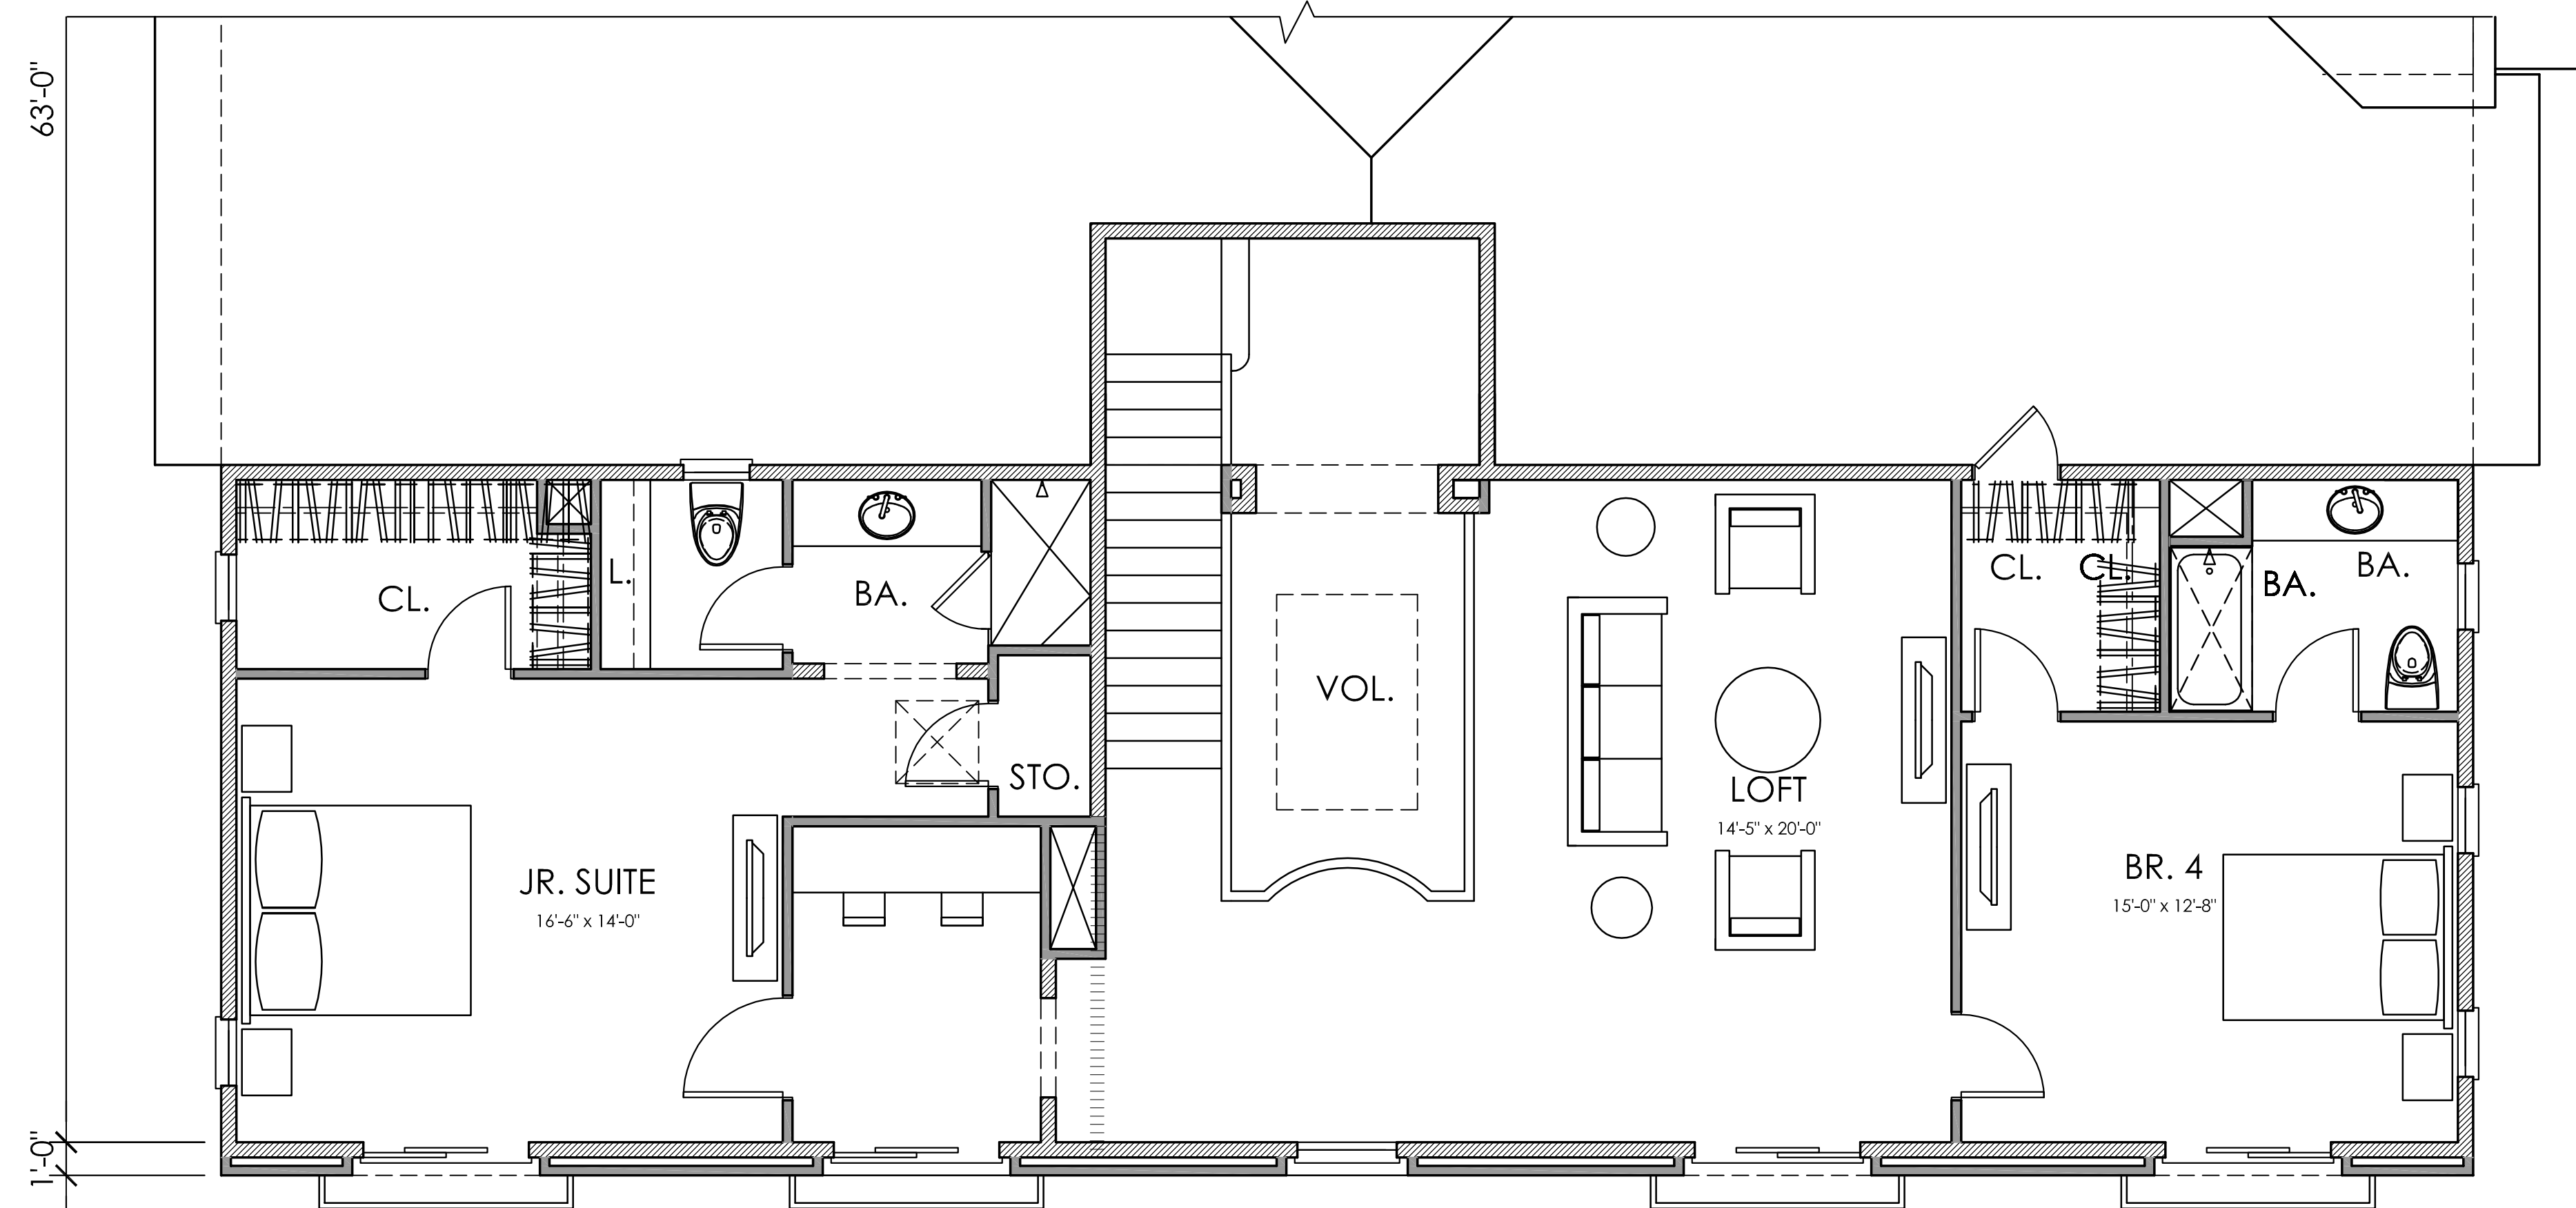 63'-0"
CL.
L.
BA.
STO.
JR. SUITE
16'-6" x 14'-0"
VOL.
LOFT
14'-5" x 20'-0"
CL.
CL.
BA.
BA.
BR. 4
15'-0" x 12'-8"
1'-0"